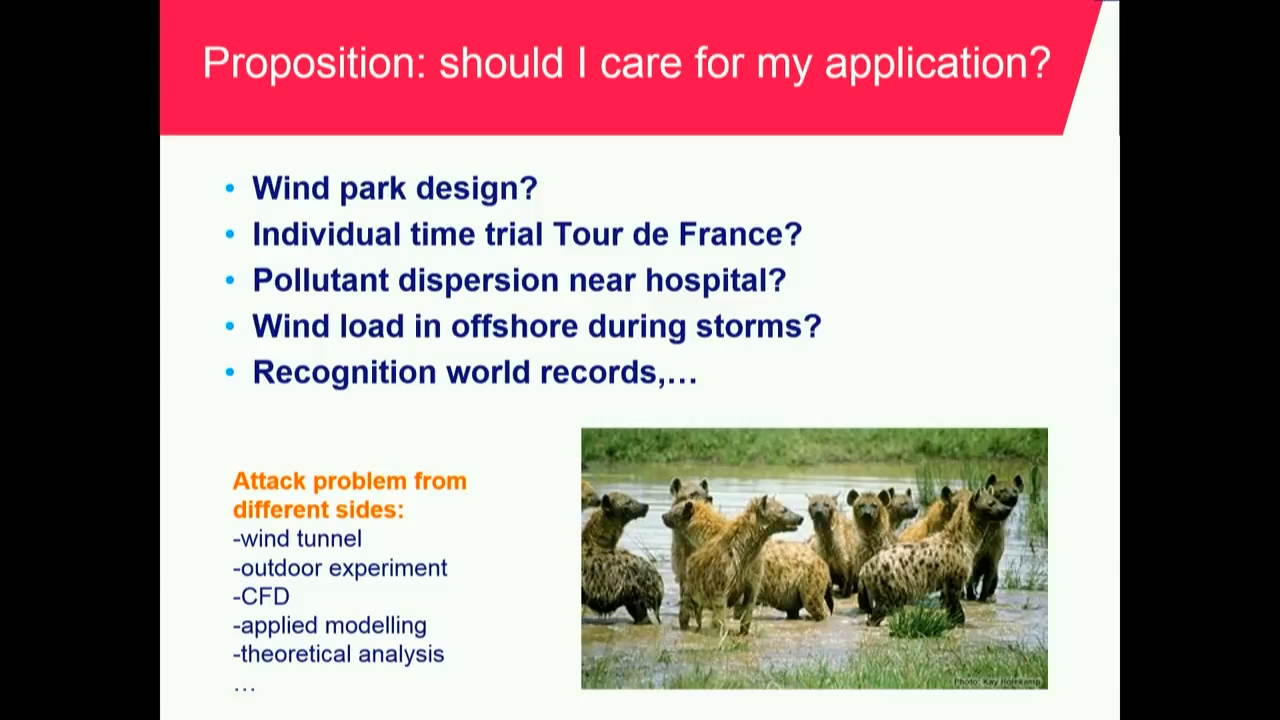 Proposition: should I care for my application?
• Wind park design?
• Individual time trial Tour de France?
• Pollutant dispersion near hospital?
• Wind load in offshore during storms?
• Recognition world records,…
Attack problem from
different sides:
-wind tunnel
-outdoor experiment
-CFD
-applied modelling
-theoretical analysis
…
Photo: Kay